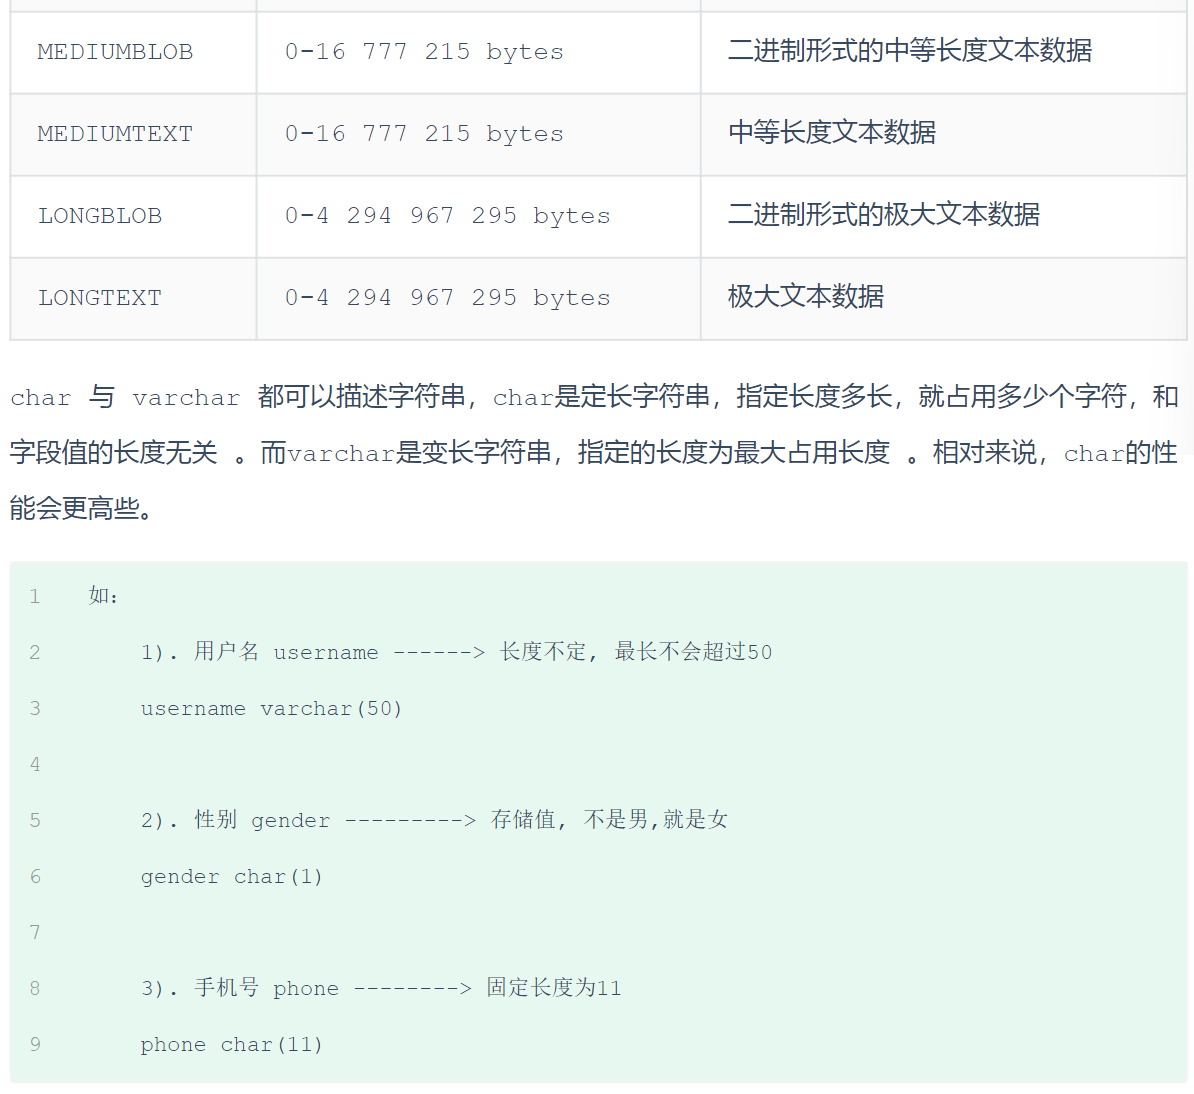 MEDIUMBLOB 0-16 777 215 bytes 二进制形式的中等长度文本数据
MEDIUMTEXT 0-16 777 215 bytes 中等长度文本数据
LONGBLOB 0-4 294 967 295 bytes 二进制形式的极大文本数据
LONGTEXT 0-4 294 967 295 bytes 极大文本数据
char 与 varchar 都可以描述字符串，char是定长字符串，指定长度多长，就占用多少个字符，和
字段值的长度无关 。而varchar是变长字符串，指定的长度为最大占用长度 。相对来说，char的性
能会更高些。
1 如：
2 1). 用户名 username ------> 长度不定, 最长不会超过50
3 username varchar(50)
4
5 2). 性别 gender ---------> 存储值, 不是男,就是女
6 gender char(1)
7
8 3). 手机号 phone --------> 固定长度为11
9 phone char(11)